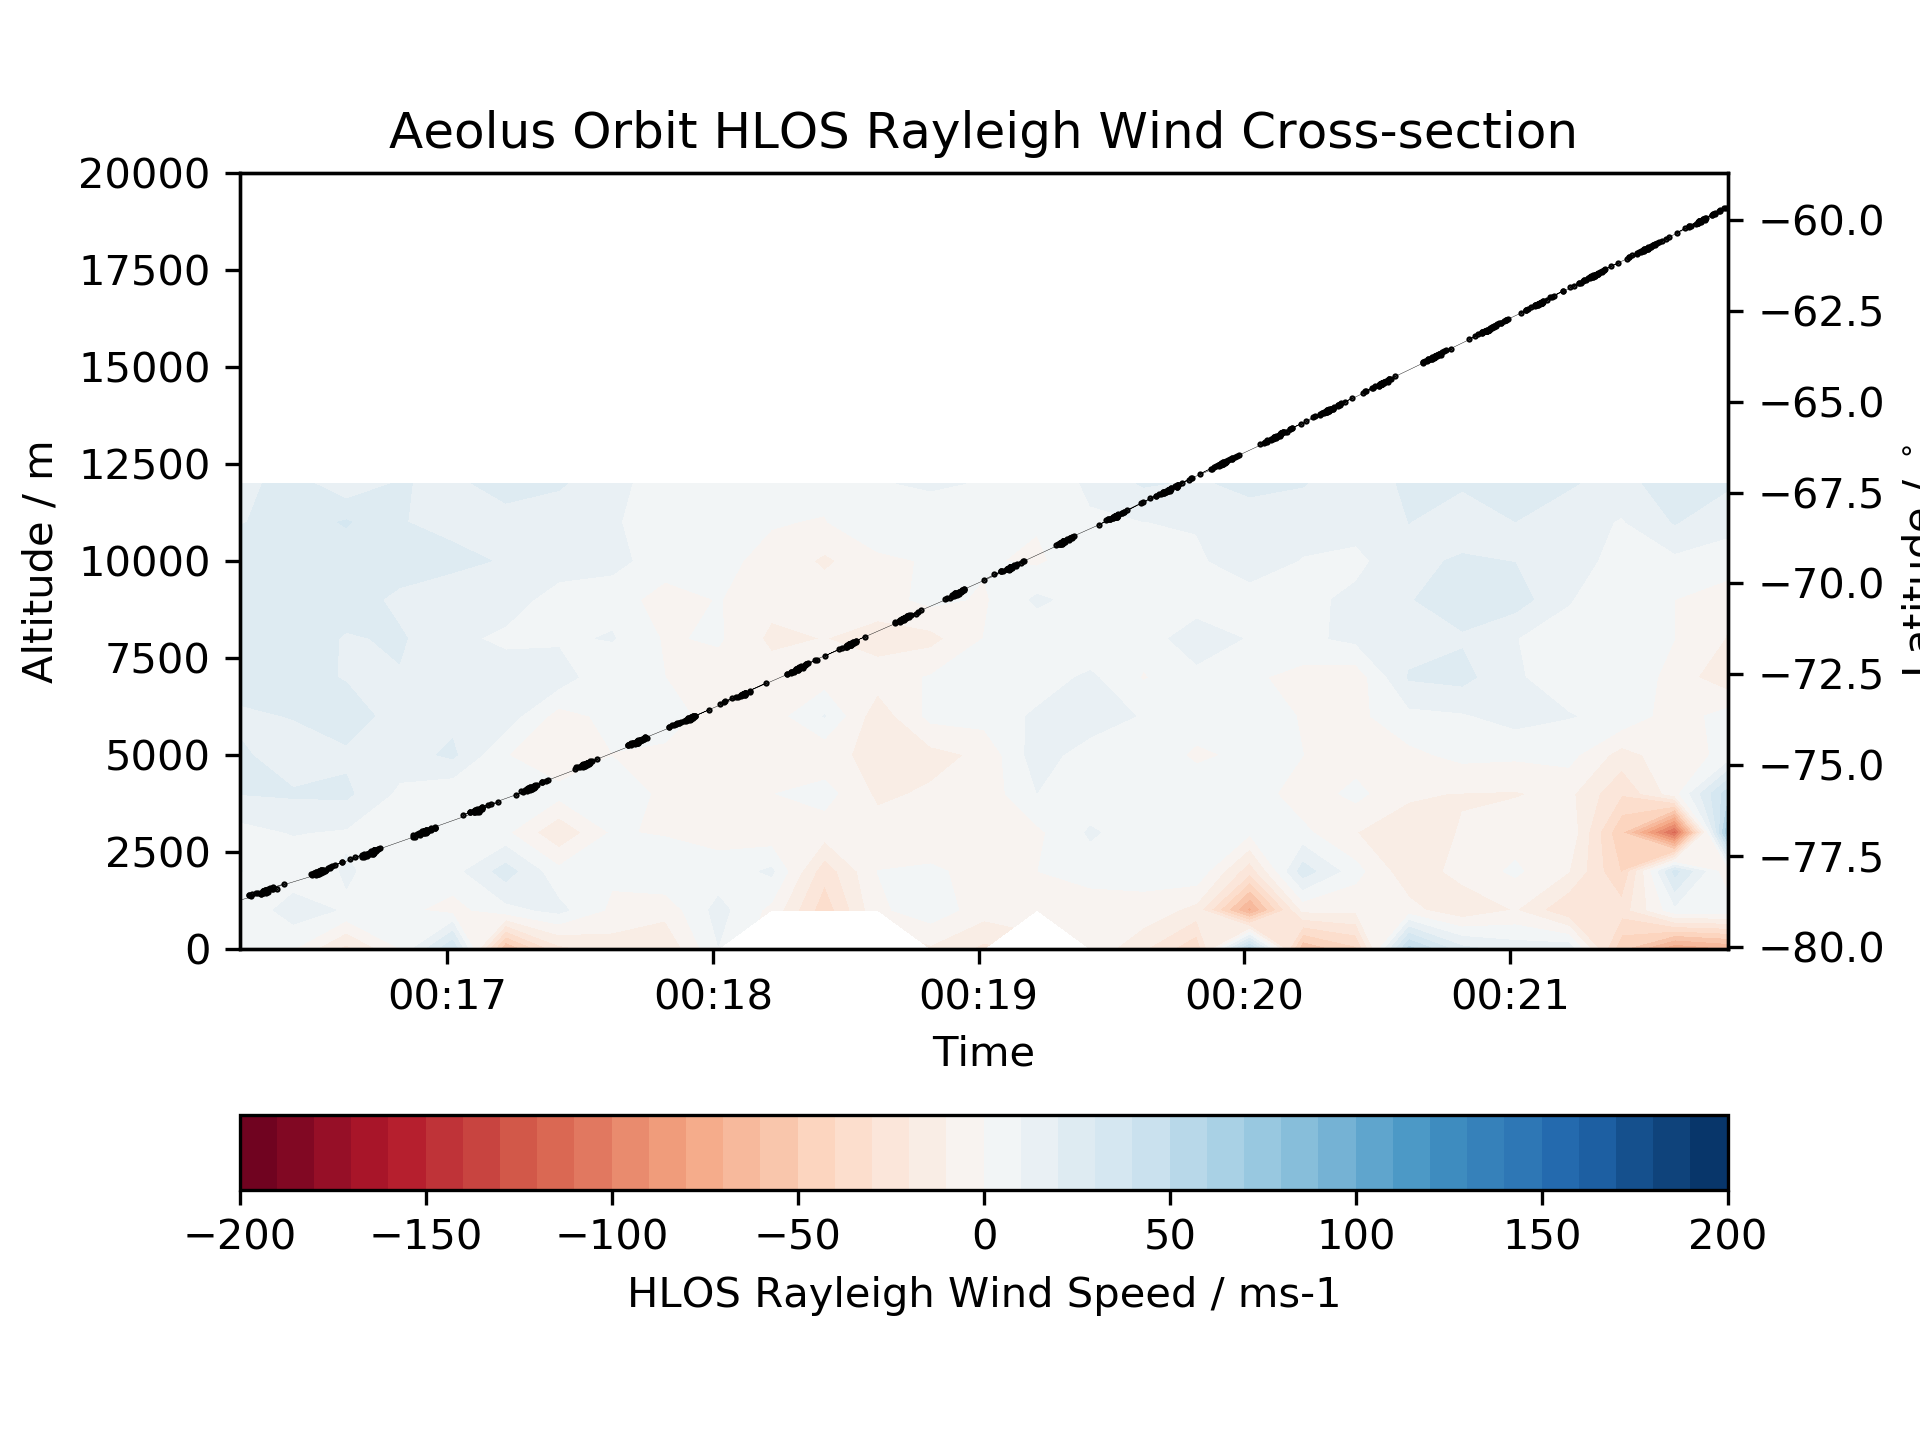 Aeolus Orbit HLOS Rayleigh Wind Cross-section
20000
17500
15000
12500
10000
7500
5000
2500
0
Altitude / m
−60.0
−62.5
−65.0
−67.5
−70.0
−72.5
−75.0
−77.5
−80.0
Latitude / °
00:17 00:18 00:19 00:20 00:21
Time
−200 −150 −100 −50 0 50 100 150 200
HLOS Rayleigh Wind Speed / ms-1